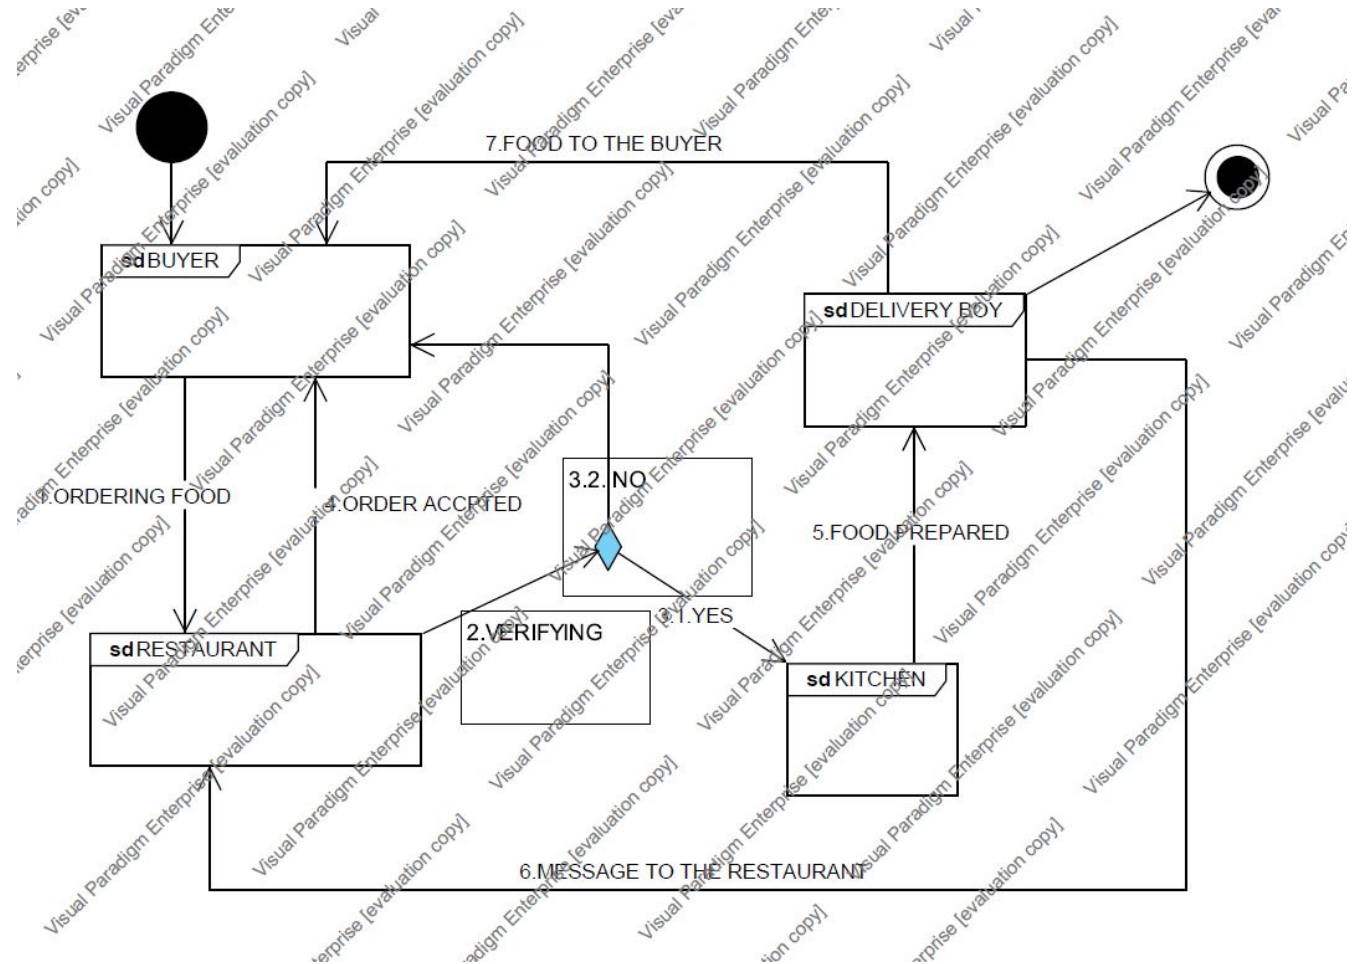 7.FOOD TO THE BUYER
sd BUYER
sd DELIVERY BOY
3.2. NO
1.ORDERING FOOD
4.ORDER ACCPTED
5.FOOD PREPARED
3.1.YES
2.VERIFYING
sd RESTAURANT
sd KITCHEN
6.MESSAGE TO THE RESTAURANT
Visual Paradigm Enterprise [evaluation copy]